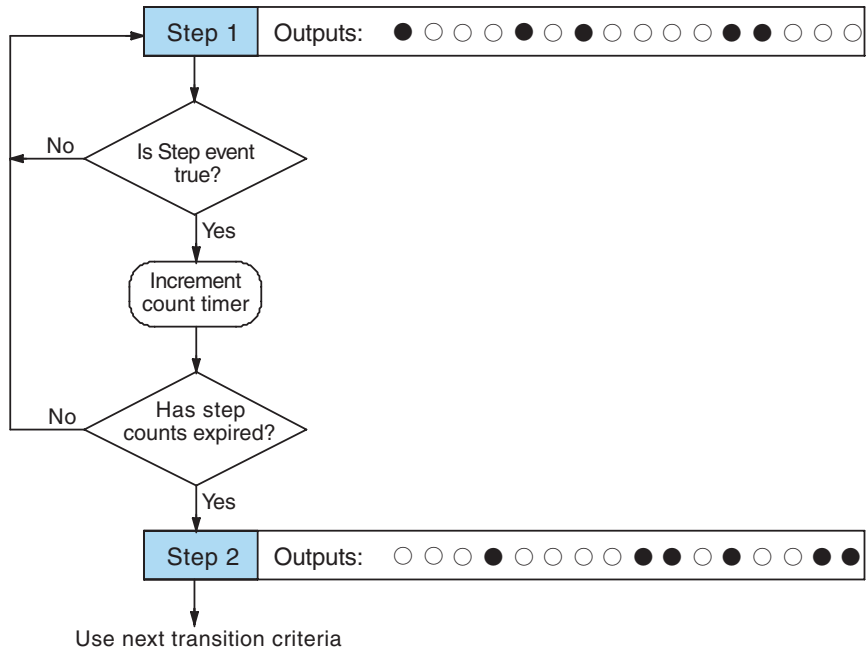 Step 1 Outputs:
No
Is Step event
true?
Yes
Increment
count timer
No
Has step
counts expired?
Yes
Step 2 Outputs:
Use next transition criteria